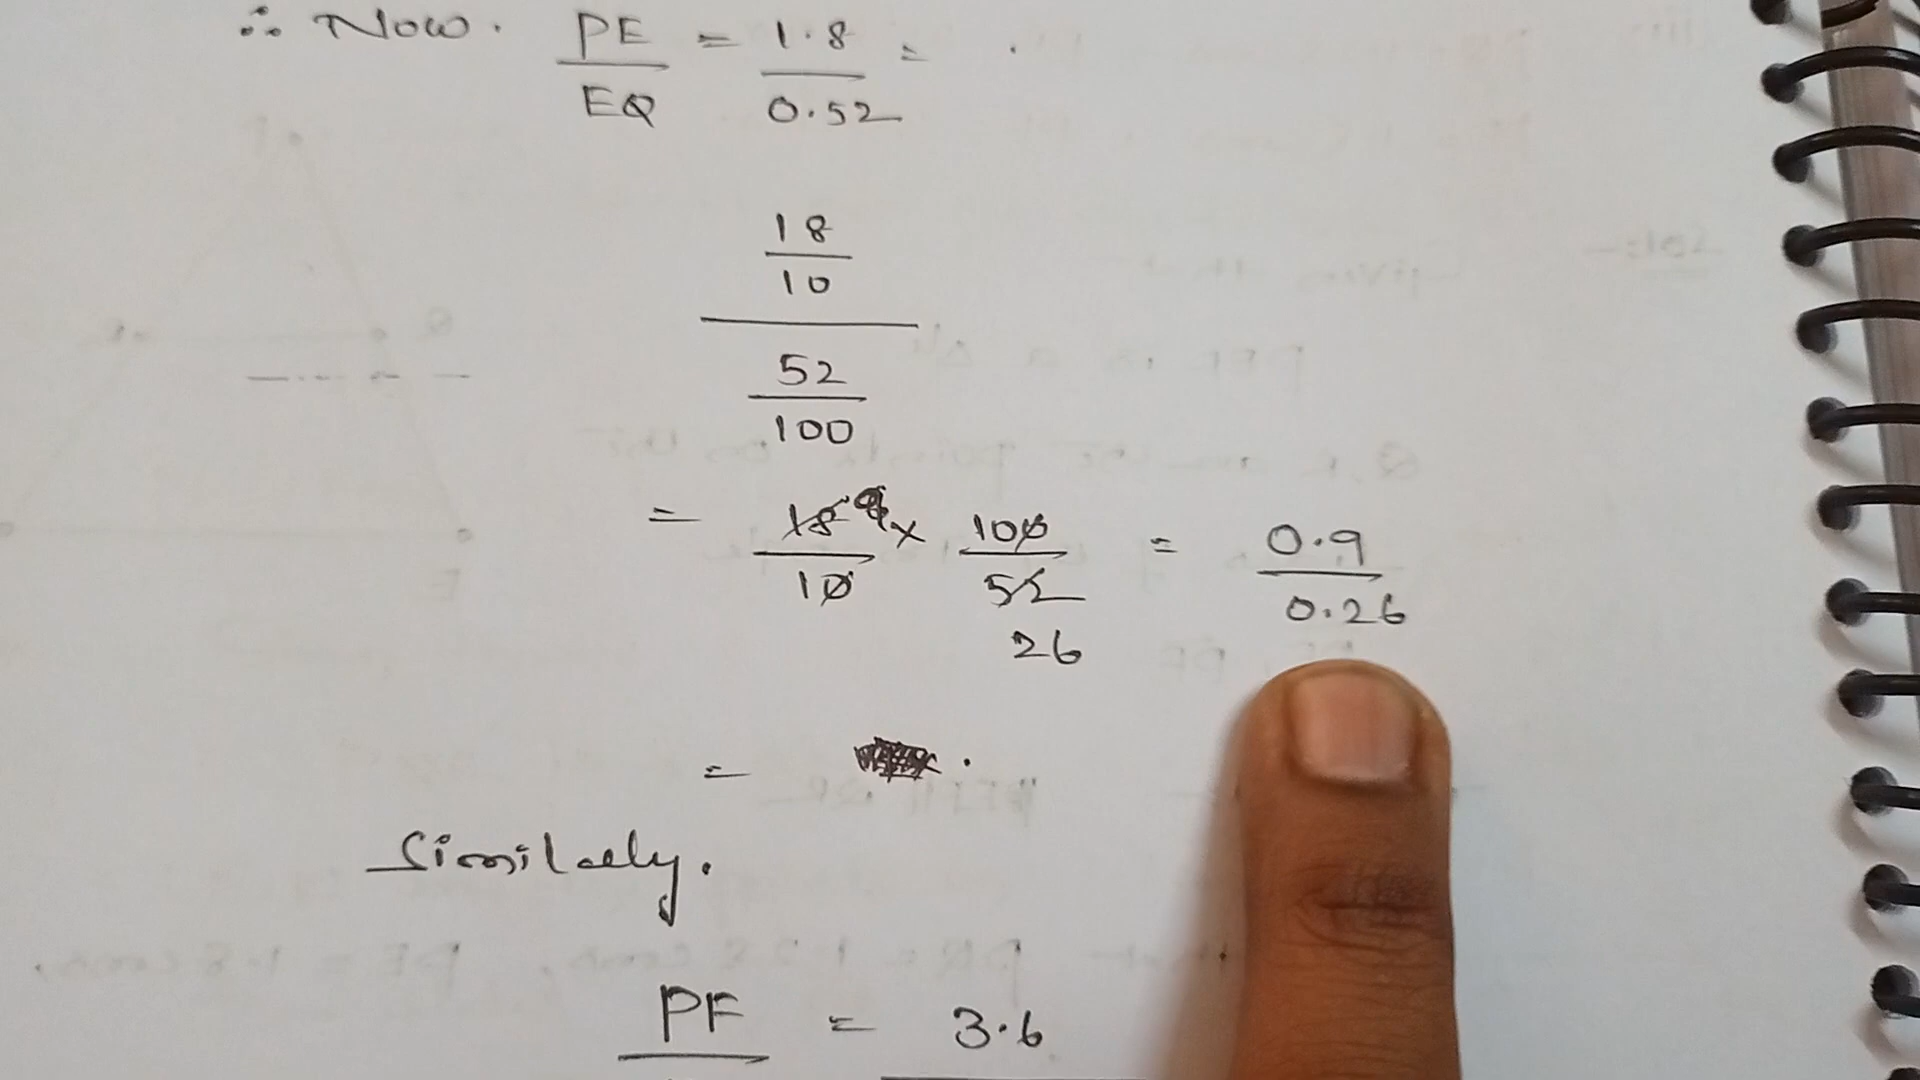 ∴ Now. PE/EQ = 1.8/0.52 =
18/10
52/100
= 18 9/10 × 100/52 26 = 0.9/0.26
= .
Similarly.
PF = 3.6